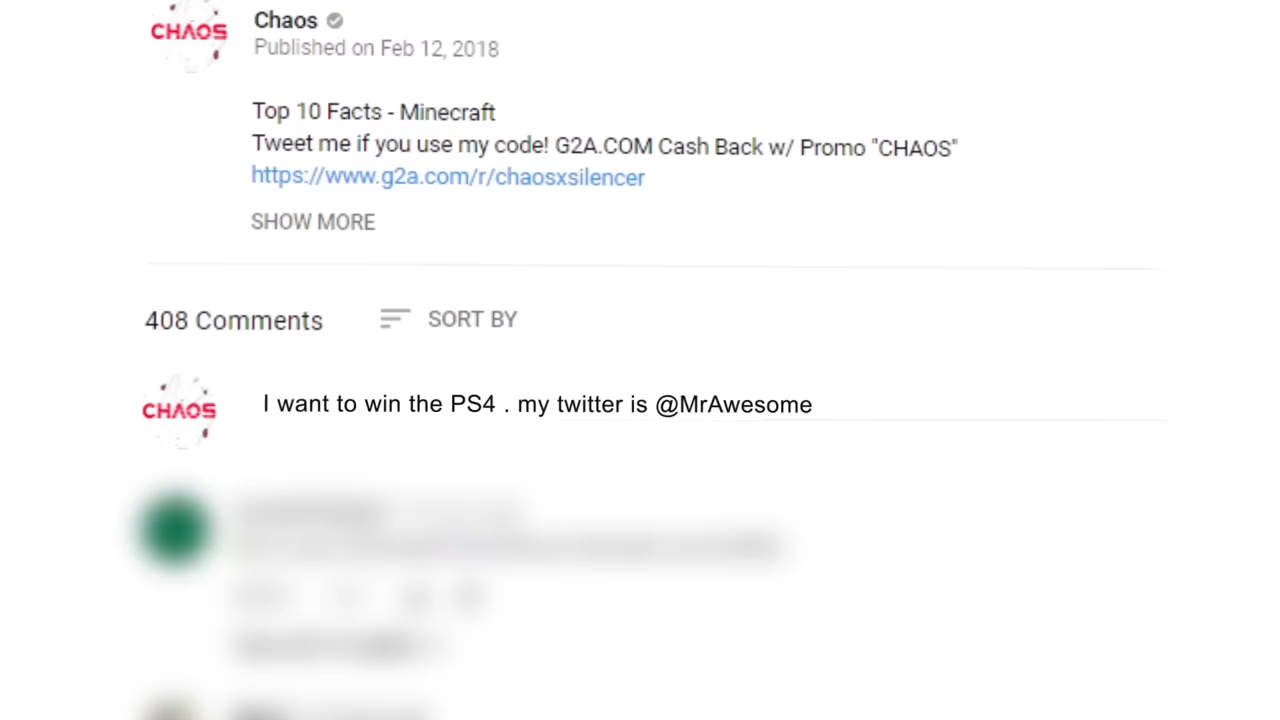 CHAOS
Chaos
Published on Feb 12, 2018
Top 10 Facts - Minecraft
Tweet me if you use my code! G2A.COM Cash Back w/ Promo "CHAOS"
https://www.g2a.com/r/chaosxsilencer
SHOW MORE
408 Comments SORT BY
CHAOS
I want to win the PS4 . my twitter is @MrAwesome